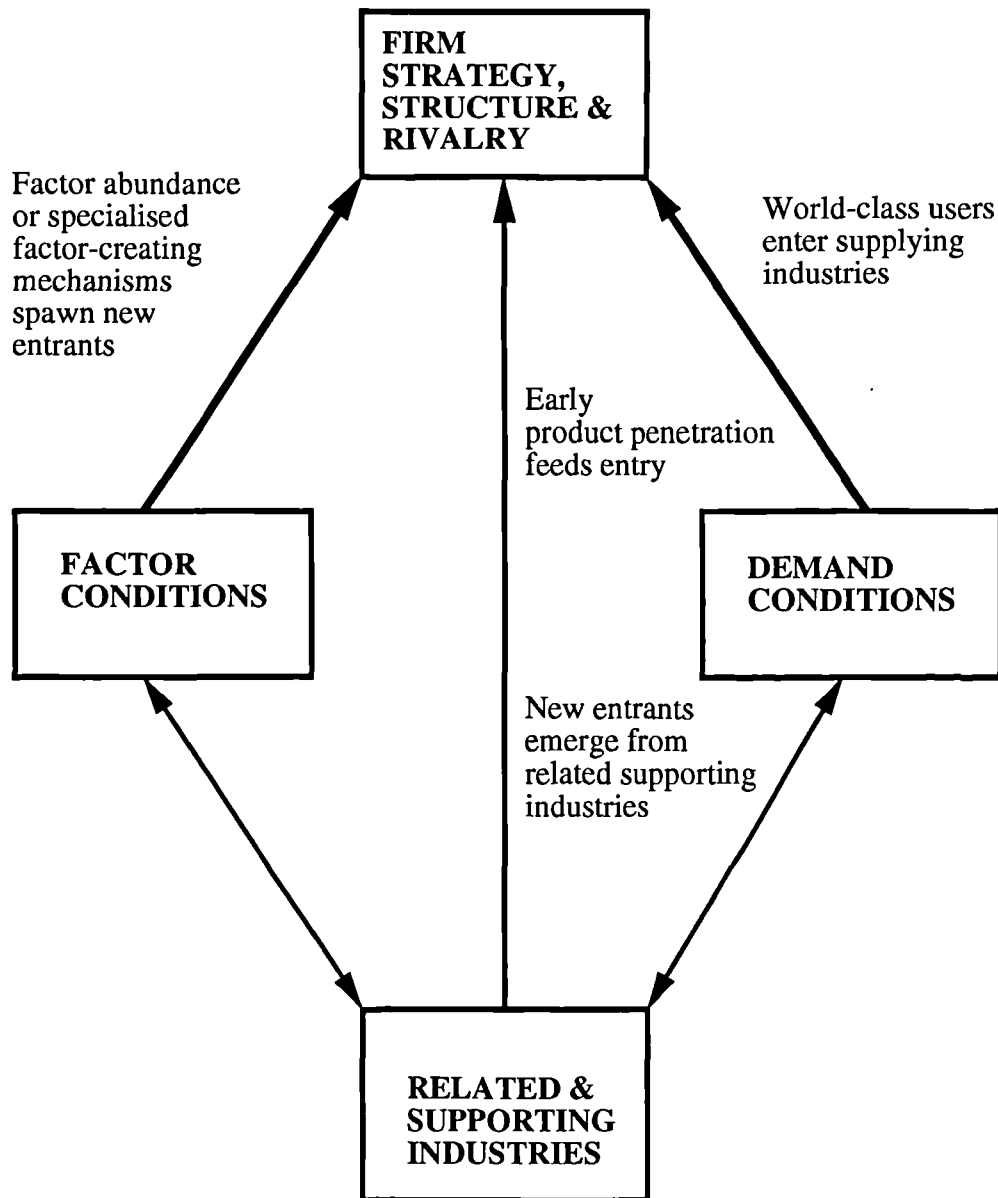 FIRM
STRATEGY,
STRUCTURE &
RIVALRY
Factor abundance
or specialised
factor-creating
mechanisms
spawn new
entrants
World-class users
enter supplying
industries
Early
product penetration
feeds entry
FACTOR
CONDITIONS
DEMAND
CONDITIONS
New entrants
emerge from
related supporting
industries
RELATED &
SUPPORTING
INDUSTRIES